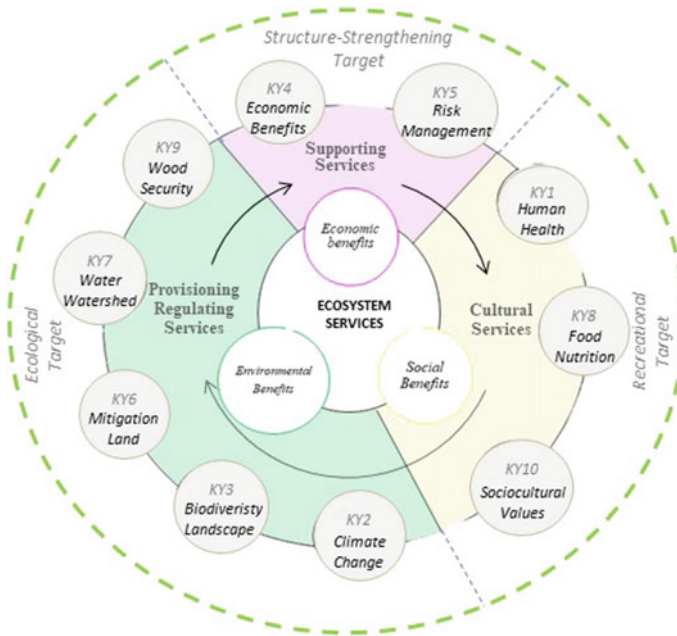 Structure-Strengthening
Target
KY4
Economic
Benefits
KY5
Risk
Management
KY9
Wood
Security
Supporting
Services
KY1
Human
Health
Economic
benefits
KY7
Water
Watershed
Provisioning
Regulating
Services
ECOSYSTEM
SERVICES
Cultural
Services
KY8
Food
Nutrition
Ecological
Target
Recreational
Target
Environmental
Benefits
Social
Benefits
KY6
Mitigation
Land
KY3
Biodiveristy
Landscape
KY2
Climate
Change
KY10
Sociocultural
Values